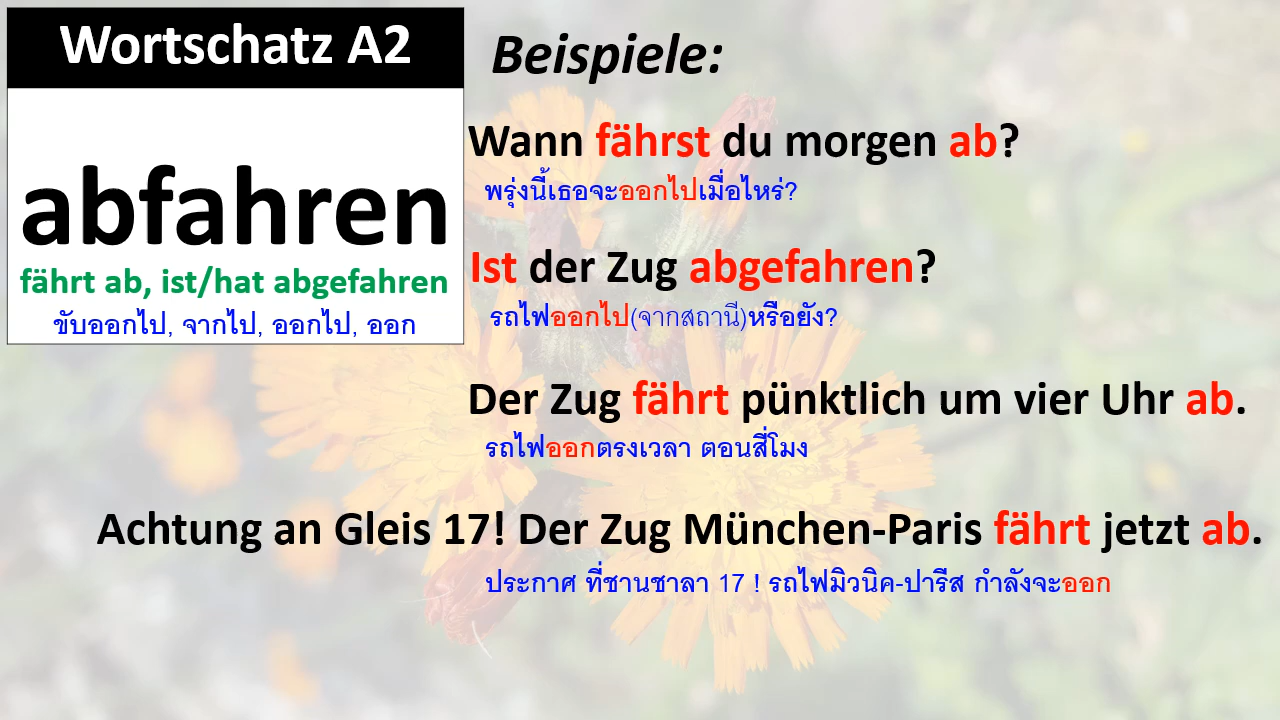 Wortschatz A2
abfahren
fährt ab, ist/hat abgefahren
ขับออกไป, จากไป, ออกไป, ออก
Beispiele:
Wann fährst du morgen ab?
พรุ่งนี้เธอจะออกไปเมื่อไหร่?
Ist der Zug abgefahren?
รถไฟออกไป(จากสถานี)หรือยัง?
Der Zug fährt pünktlich um vier Uhr ab.
รถไฟออกตรงเวลา ตอนสี่โมง
Achtung an Gleis 17! Der Zug München-Paris fährt jetzt ab.
ประกาศ ที่ชานชาลา 17 ! รถไฟมิวนิค-ปารีส กำลังจะออก